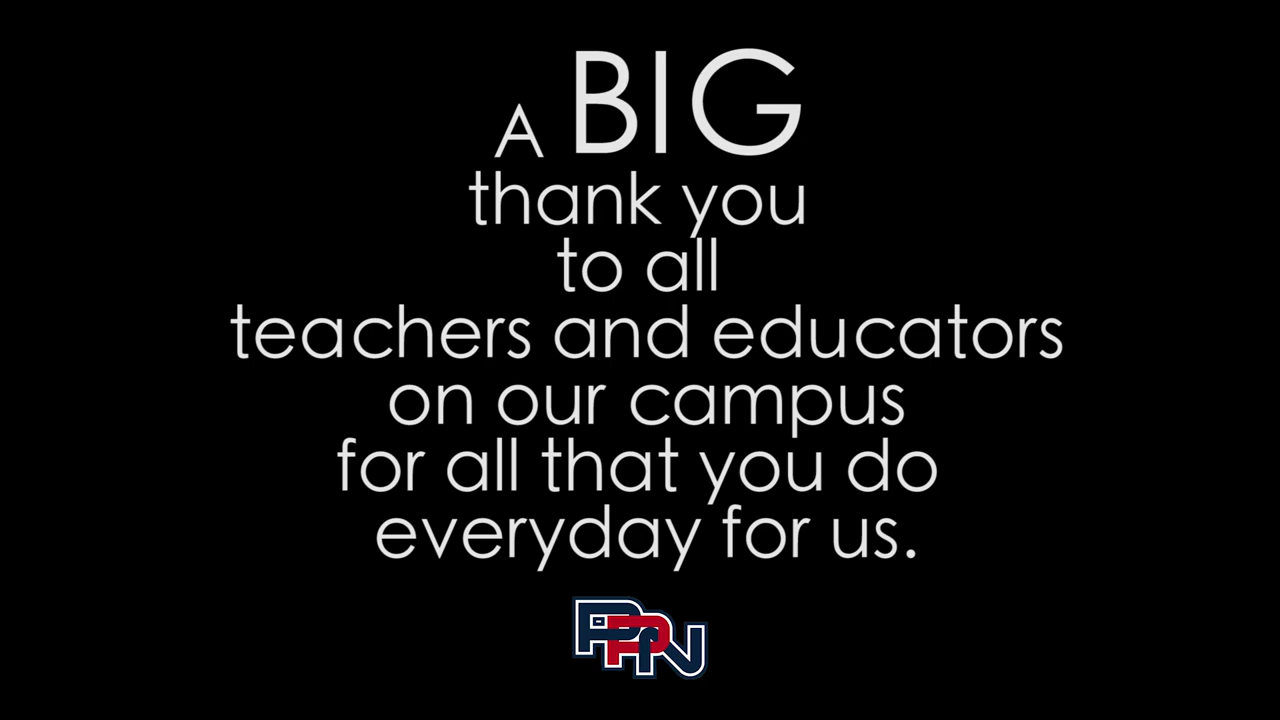 A BIG
thank you
to all
teachers and educators
on our campus
for all that you do
everyday for us.
PPN